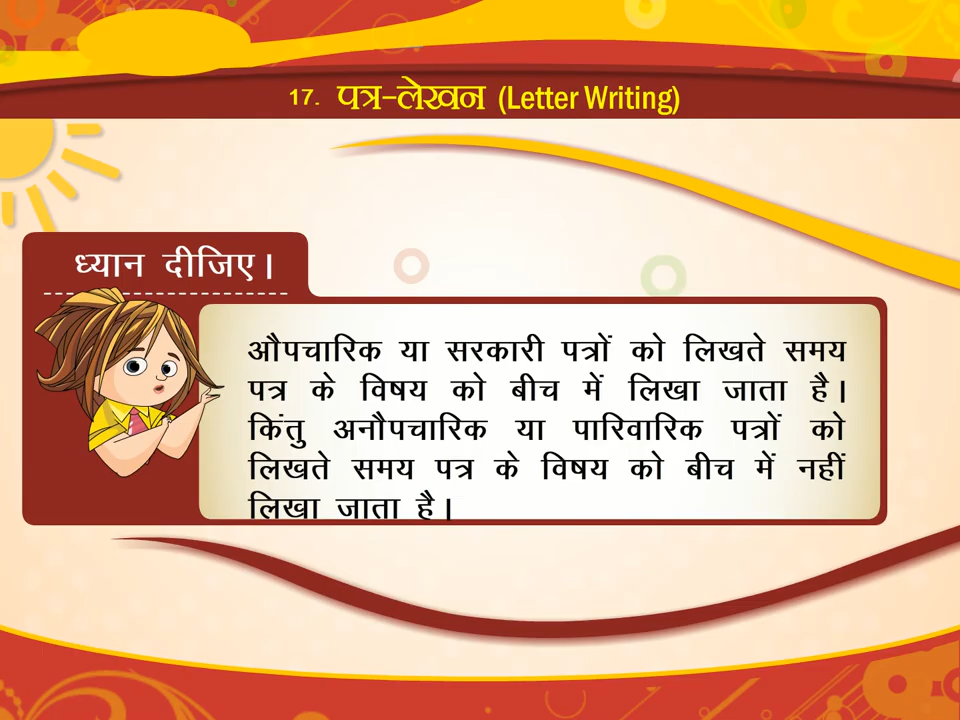 17. पत्र-लेखन (Letter Writing)
ध्यान दीजिए।
औपचारिक या सरकारी पत्रों को लिखते समय
पत्र के विषय को बीच में लिखा जाता है।
किंतु अनौपचारिक या पारिवारिक पत्रों को
लिखते समय पत्र के विषय को बीच में नहीं
लिखा जाता है।